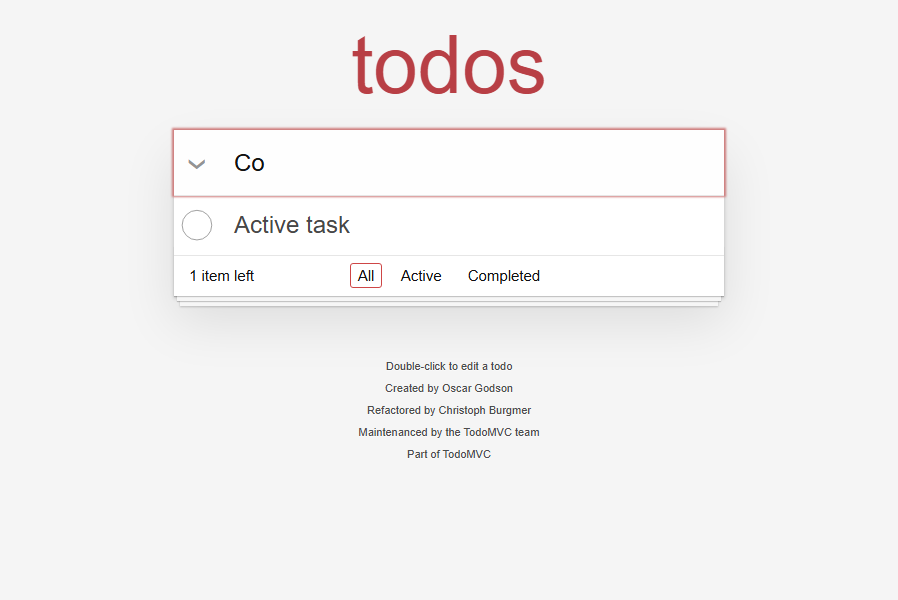 todos
Co
Active task
1 item left All Active Completed
Double-click to edit a todo
Created by Oscar Godson
Refactored by Christoph Burgmer
Maintenanced by the TodoMVC team
Part of TodoMVC